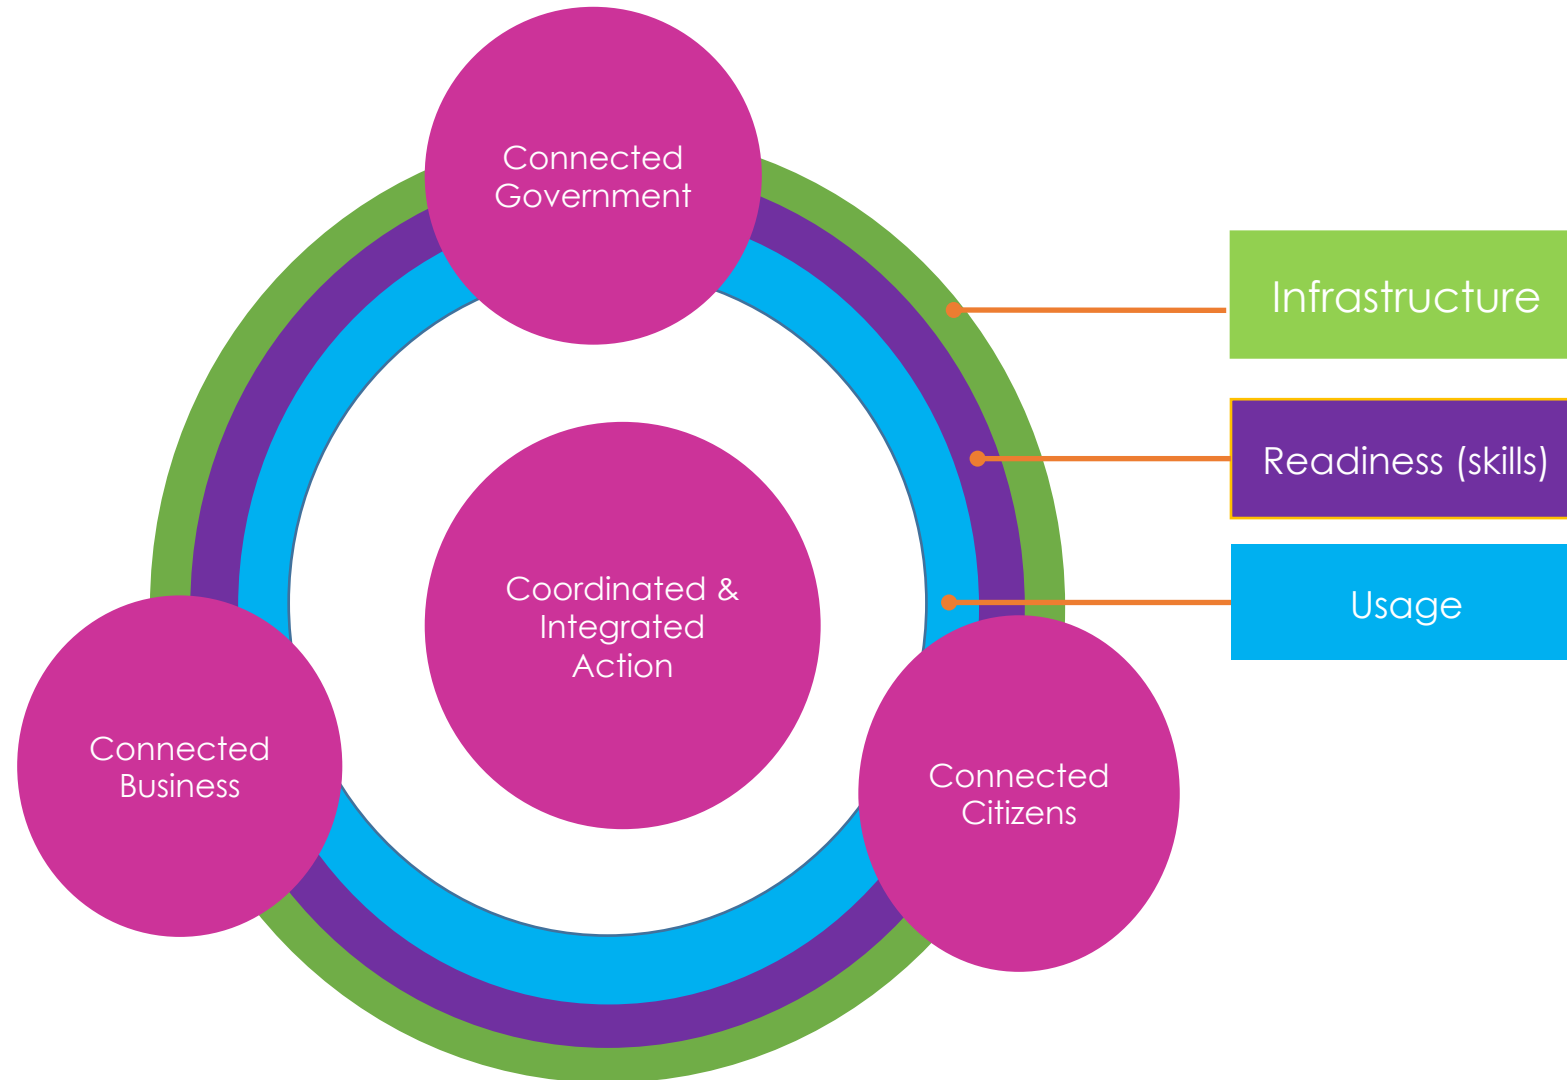 Connected
Government
Infrastructure
Readiness (skills)
Coordinated &
Integrated
Action
Usage
Connected
Business
Connected
Citizens